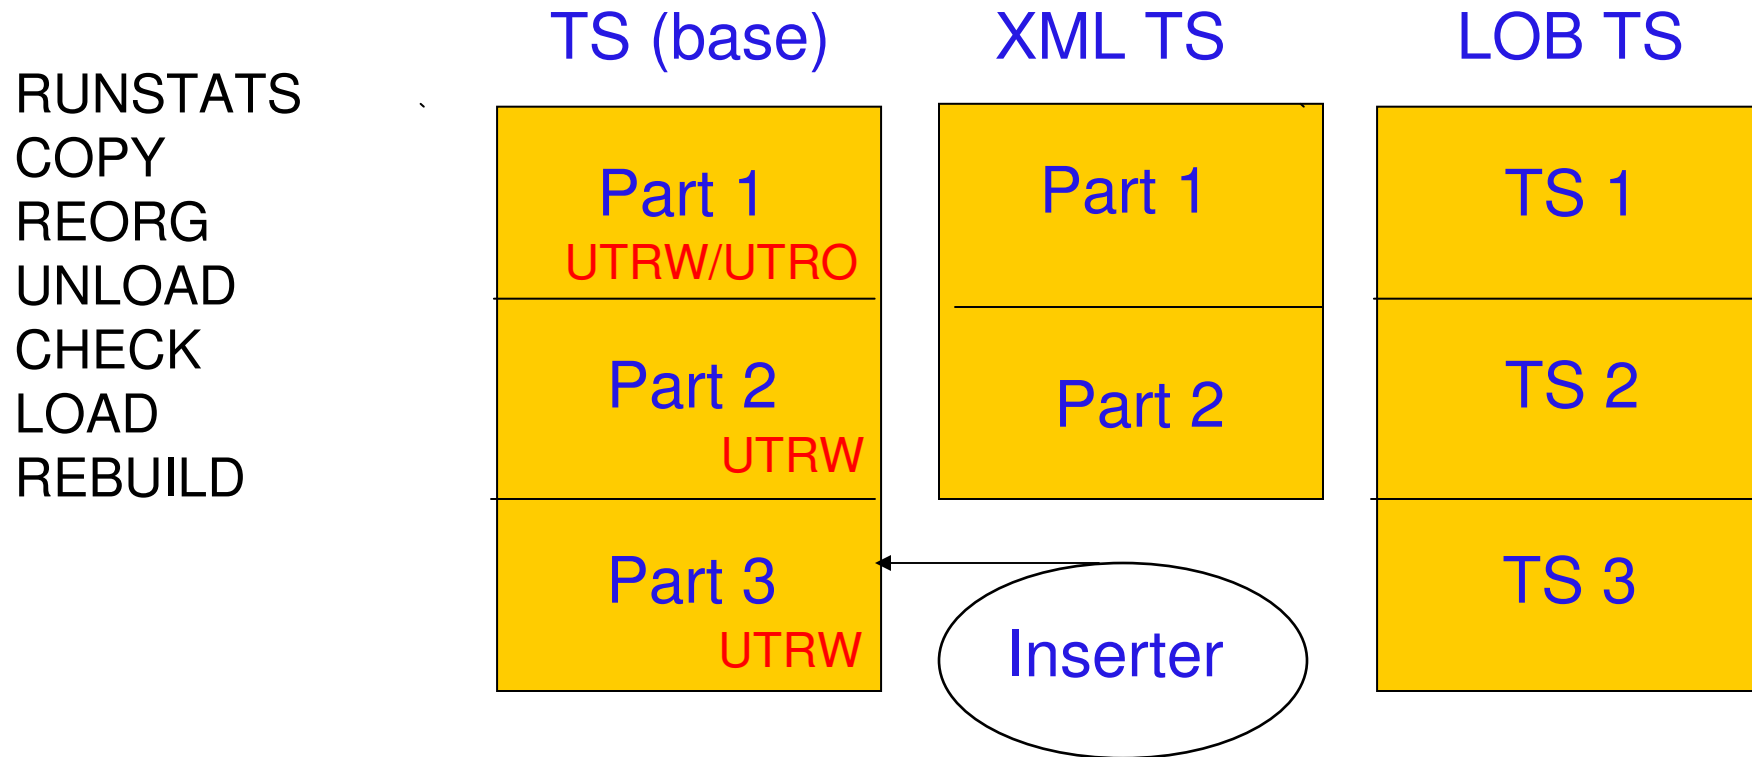 TS (base)
XML TS
LOB TS
RUNSTATS
COPY
REORG
UNLOAD
CHECK
LOAD
REBUILD
Part 1
UTRW/UTRO
Part 2
UTRW
Part 3
UTRW
Part 1
Part 2
Inserter
TS 1
TS 2
TS 3